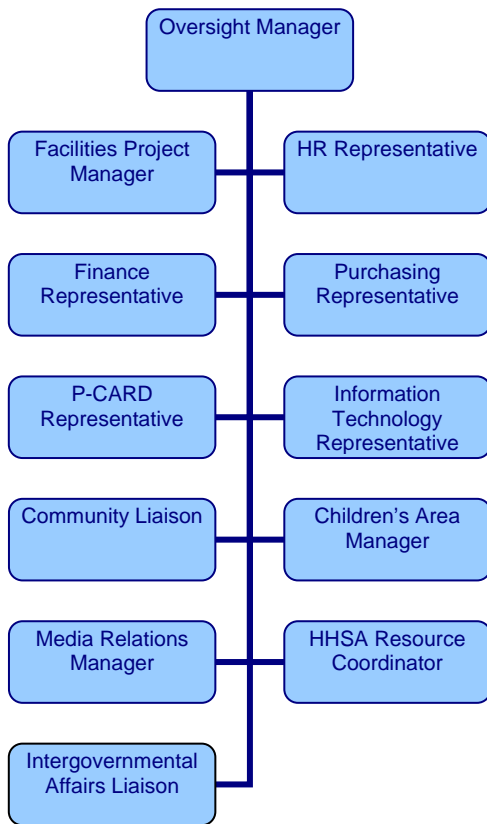 Oversight Manager
Facilities Project
Manager
HR Representative
Finance
Representative
Purchasing
Representative
P-CARD
Representative
Information
Technology
Representative
Community Liaison
Children’s Area
Manager
Media Relations
Manager
HHSA Resource
Coordinator
Intergovernmental
Affairs Liaison